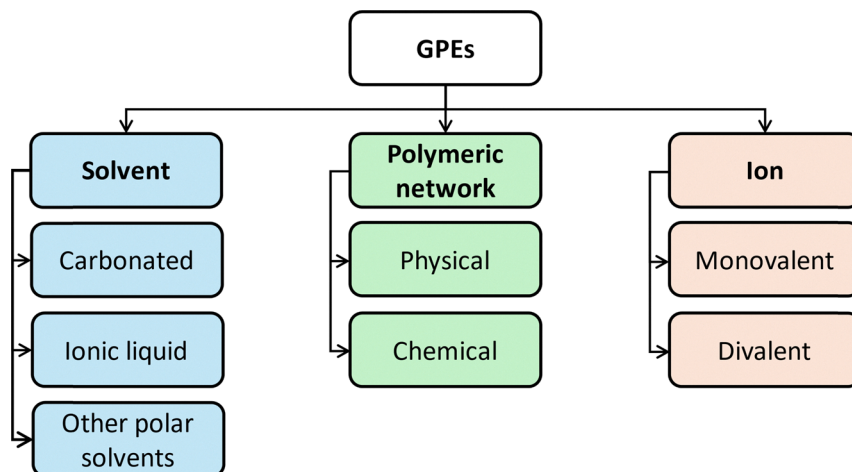 GPEs
Solvent
Carbonated
Ionic liquid
Other polar
solvents
Polymeric
network
Physical
Chemical
Ion
Monovalent
Divalent